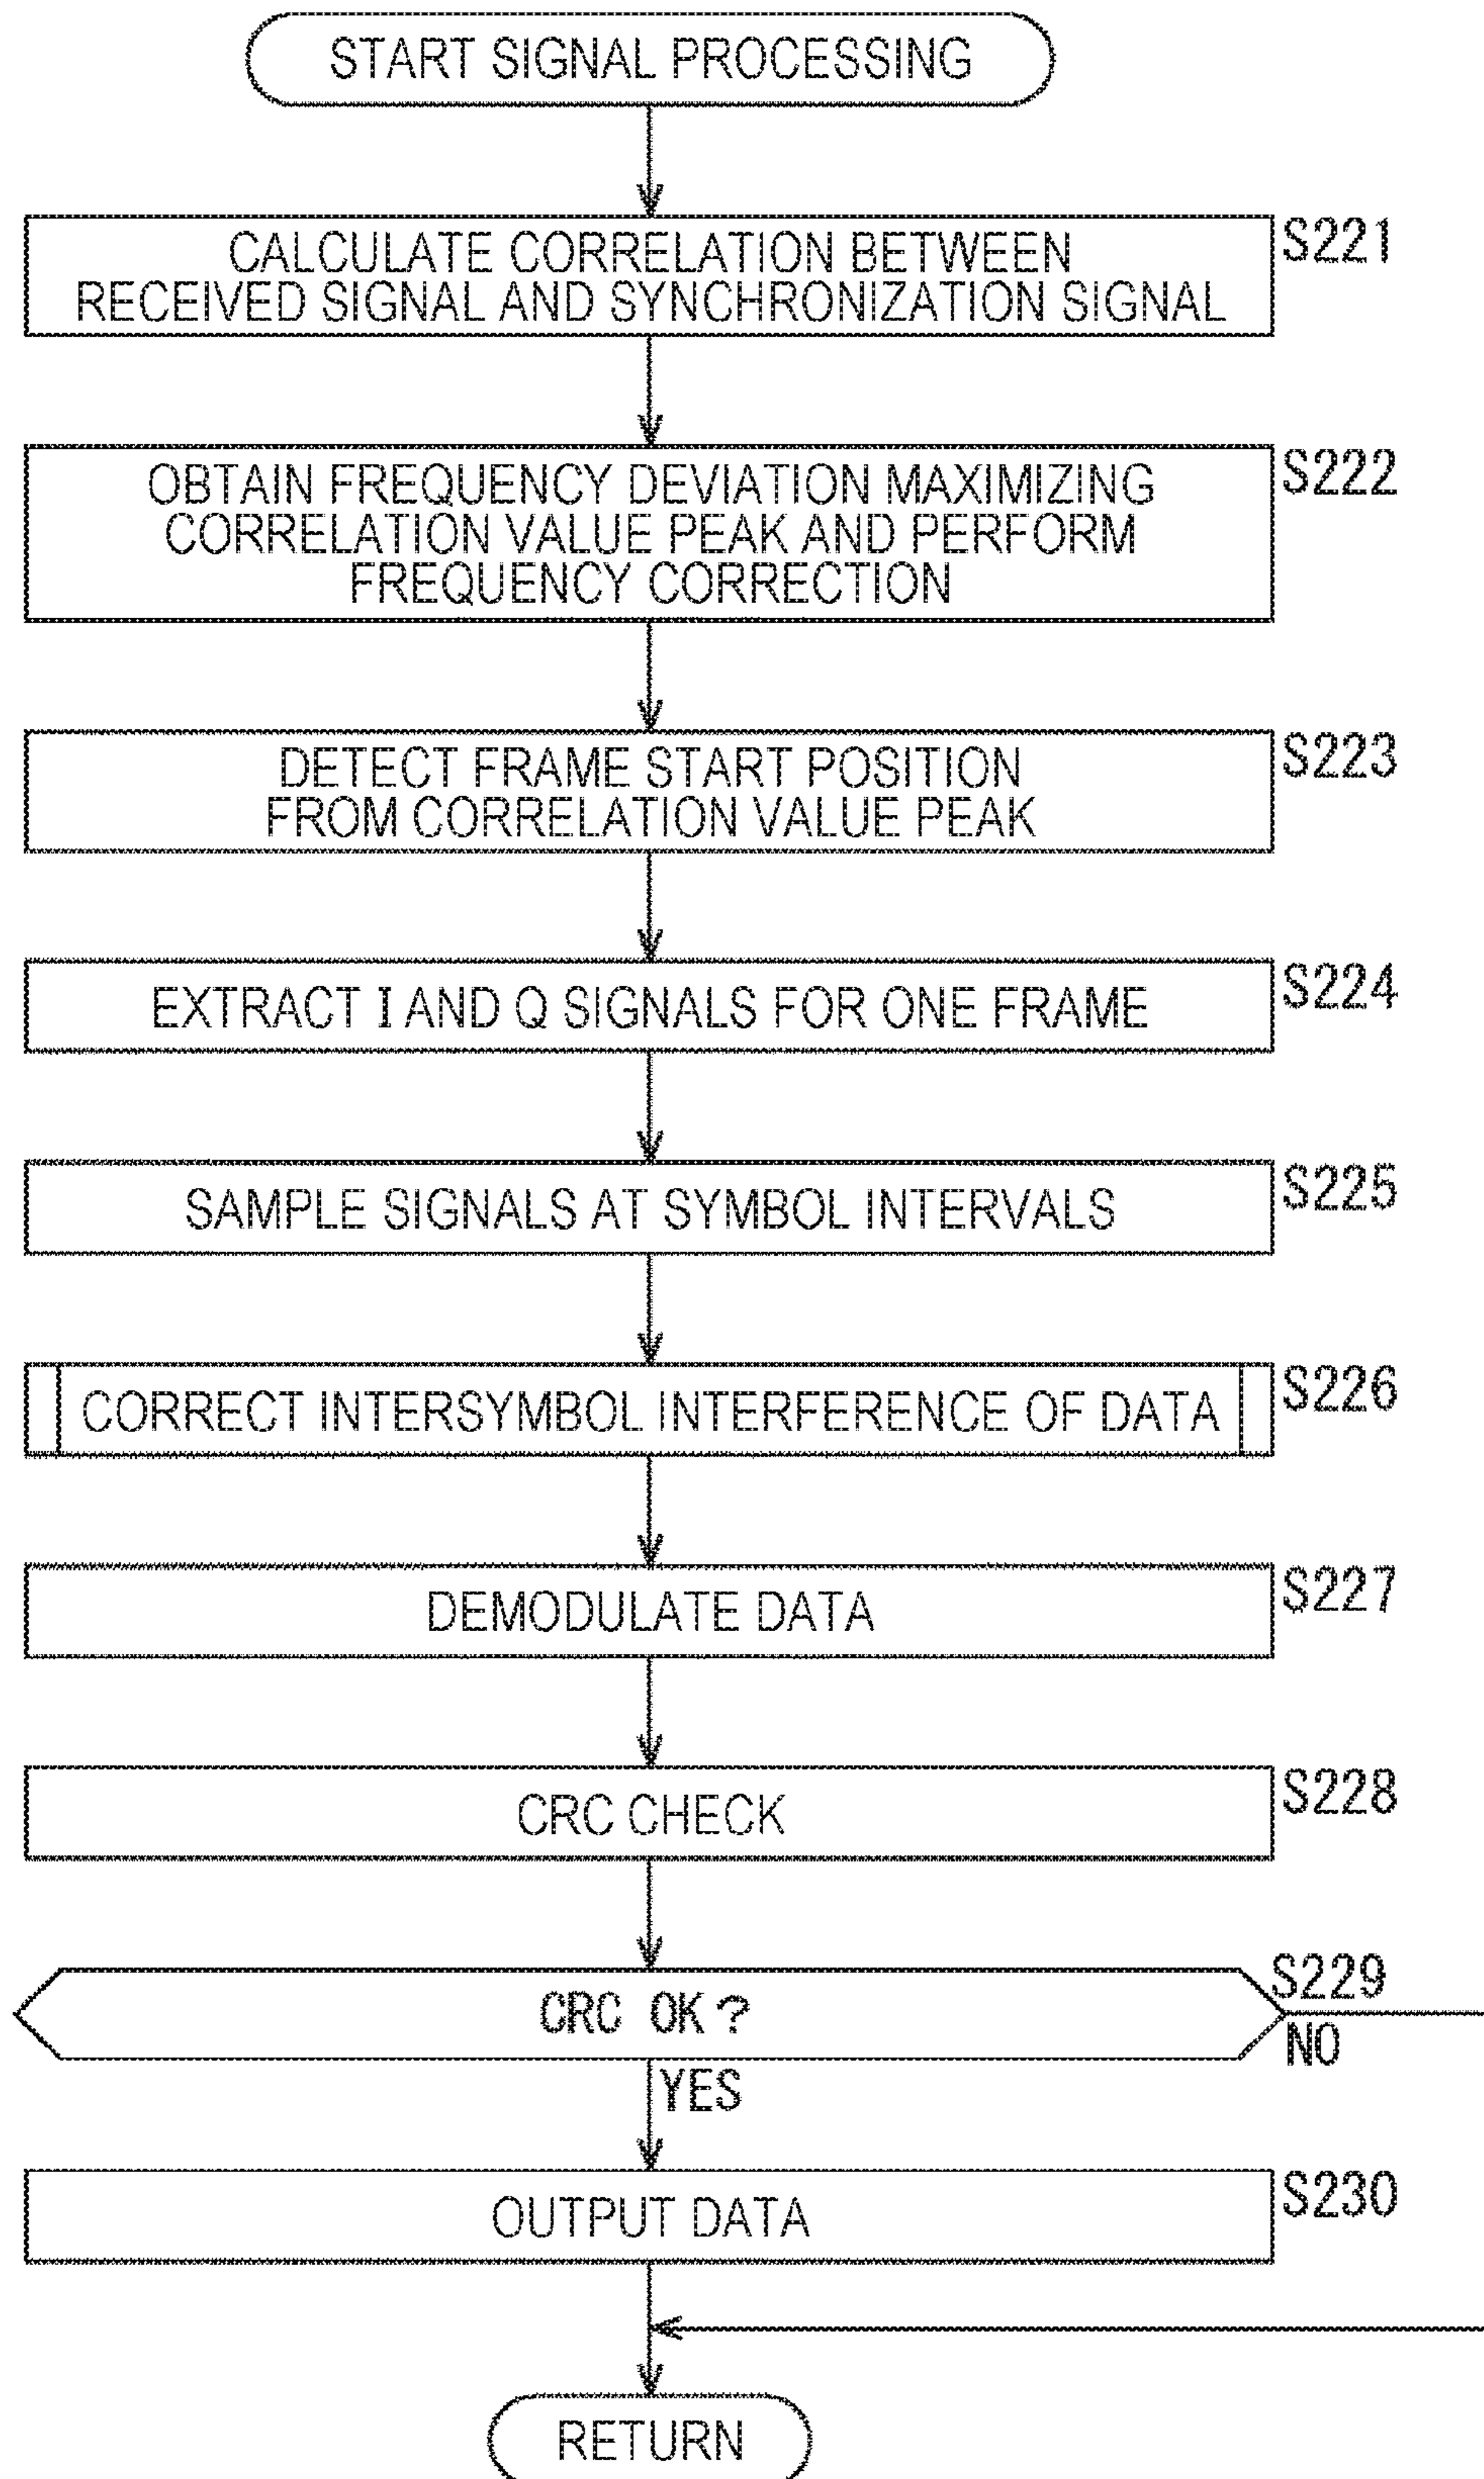 START SIGNAL PROCESSING
S221
CALCULATE CORRELATION BETWEEN
RECEIVED SIGNAL AND SYNCHRONIZATION SIGNAL
S222
OBTAIN FREQUENCY DEVIATION MAXIMIZING
CORRELATION VALUE PEAK AND PERFORM
FREQUENCY CORRECTION
S223
DETECT FRAME START POSITION
FROM CORRELATION VALUE PEAK
S224
EXTRACT I AND Q SIGNALS FOR ONE FRAME
S225
SAMPLE SIGNALS AT SYMBOL INTERVALS
S226
CORRECT INTERSYMBOL INTERFERENCE OF DATA
S227
DEMODULATE DATA
S228
CRC CHECK
S229
CRC OK?
NO
YES
S230
OUTPUT DATA
RETURN